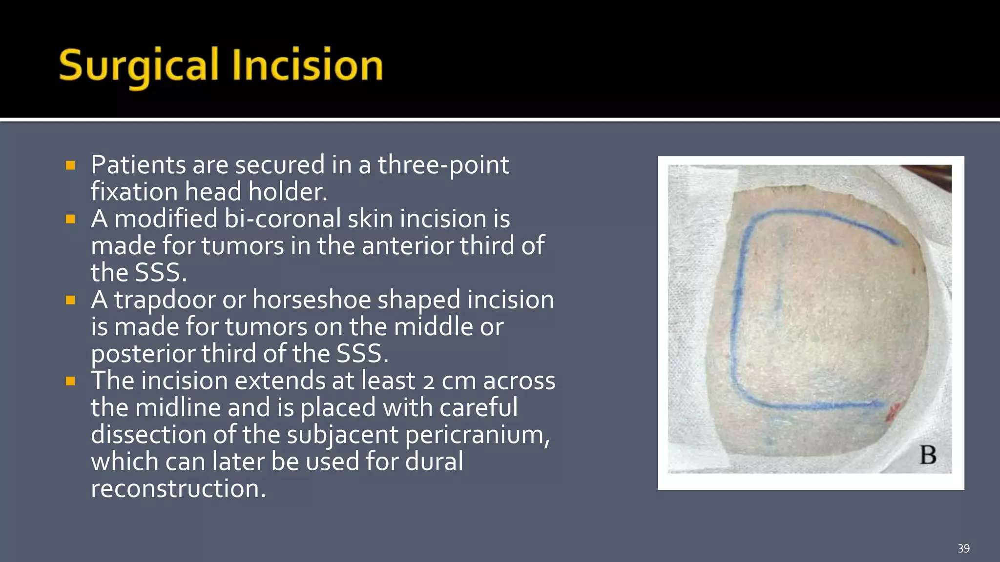 Surgical Incision
▪ Patients are secured in a three-point
fixation head holder.
▪ A modified bi-coronal skin incision is
made for tumors in the anterior third of
the SSS.
▪ A trapdoor or horseshoe shaped incision
is made for tumors on the middle or
posterior third of the SSS.
▪ The incision extends at least 2 cm across
the midline and is placed with careful
dissection of the subjacent pericranium,
which can later be used for dural
reconstruction.
B
39